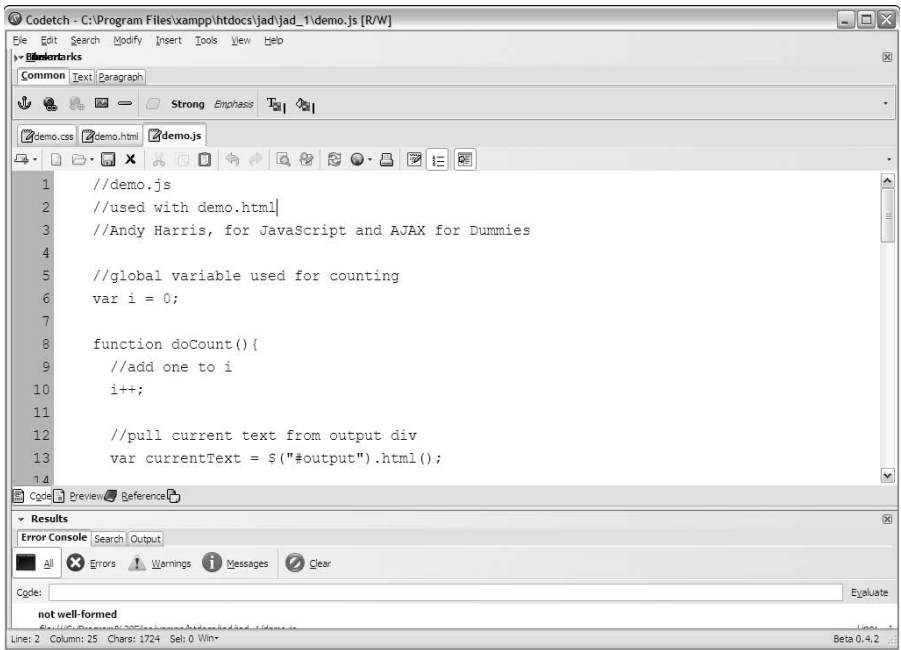 Codetch - C:\Program Files\xampp\htdocs\jad\jad_1\demo.js [R/W]
File Edit Search Modify Insert Tools View Help
Common Text Paragraph
Strong Emphasis
demo.css demo.html demo.js
1 //demo.js
2 //used with demo.html
3 //Andy Harris, for JavaScript and AJAX for Dummies
4
5 //global variable used for counting
6 var i = 0;
7
8 function doCount(){
9 //add one to i
10 i++;
11
12 //pull current text from output div
13 var currentText = $("#output").html();
14
Code Preview Reference
Results
Error Console Search Output
All Errors Warnings Messages Clear
Code: Evaluate
not well-formed
Line: 2 Column: 25 Chars: 1724 Sel: 0 Win Beta 0.4.2